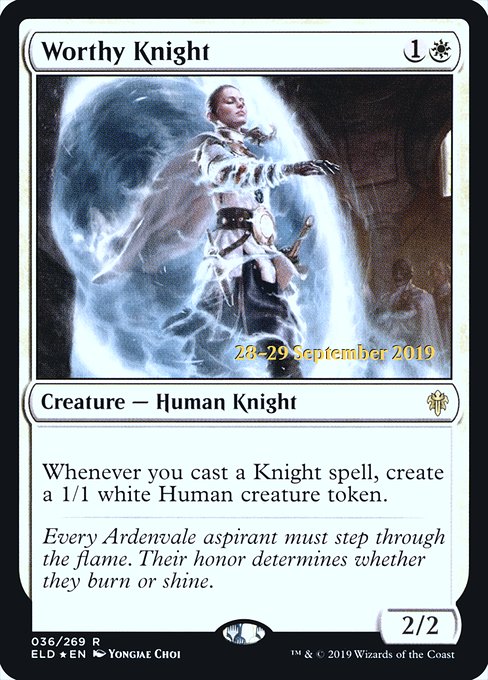 Worthy Knight 1
28–29 September 2019
Creature — Human Knight
Whenever you cast a Knight spell, create
a 1/1 white Human creature token.
Every Ardenvale aspirant must step through
the flame. Their honor determines whether
they burn or shine.
2/2
036/269 R
ELD ★ EN Yongjae Choi
™ & © 2019 Wizards of the Coast